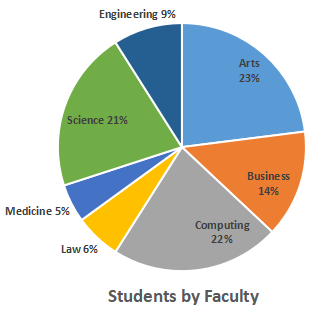 Engineering 9%
Arts
23%
Science 21%
Business
14%
Medicine 5%
Computing
22%
Law 6%
Students by Faculty